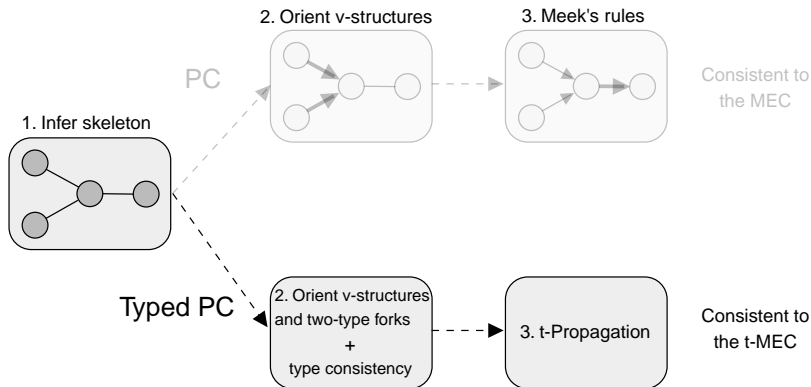 2. Orient v-structures
3. Meek's rules
PC
Consistent to
the MEC
1. Infer skeleton
Typed PC
2. Orient v-structures
and two-type forks
+
type consistency
3. t-Propagation
Consistent to
the t-MEC